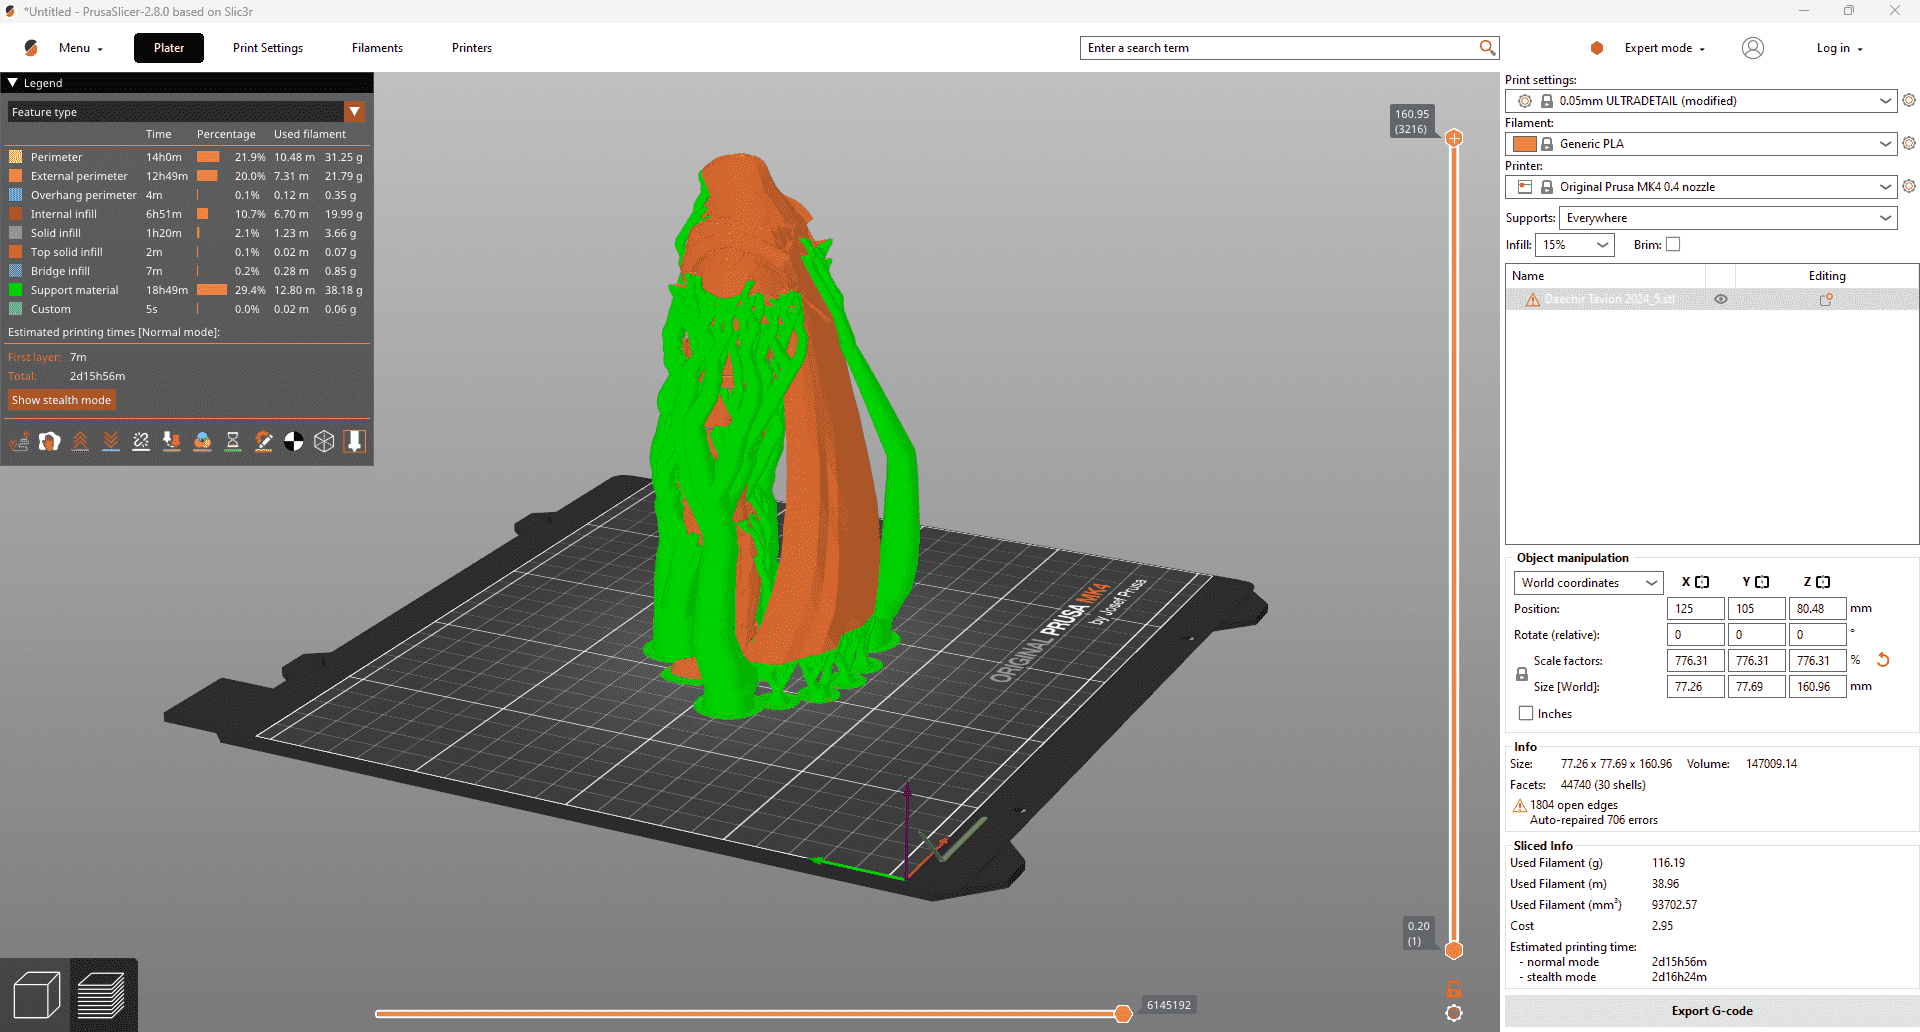 *Untitled - PrusaSlicer-2.8.0 based on Slic3r
Menu
Plater
Print Settings
Filaments
Printers
Enter a search term
Expert mode
Log in
Legend
Feature type
Time Percentage Used filament
Perimeter 14h0m 21.9% 10.48 m 31.25 g
External perimeter 12h49m 20.0% 7.31 m 21.79 g
Overhang perimeter 4m 0.1% 0.12 m 0.35 g
Internal infill 6h51m 10.7% 6.70 m 19.99 g
Solid infill 1h20m 2.1% 1.23 m 3.66 g
Top solid infill 2m 0.1% 0.02 m 0.07 g
Bridge infill 7m 0.2% 0.28 m 0.85 g
Support material 18h49m 29.4% 12.80 m 38.18 g
Custom 5s 0.0% 0.02 m 0.06 g
Estimated printing times [Normal mode]:
First layer: 7m
Total: 2d15h56m
Show stealth mode
160.95
(3216)
ORIGINAL PRUSA MK4
by Josef Prusa
0.20
(1)
6145192
Print settings:
0.05mm ULTRADETAIL (modified)
Filament:
Generic PLA
Printer:
Original Prusa MK4 0.4 nozzle
Supports: Everywhere
Infill: 15% Brim:
Name Editing
Daechir Tavion 2024_5.stl
Object manipulation
World coordinates X Y Z
Position: 125 105 80.48 mm
Rotate (relative): 0 0 0 °
Scale factors: 776.31 776.31 776.31 %
Size [World]: 77.26 77.69 160.96 mm
Inches
Info
Size: 77.26 x 77.69 x 160.96 Volume: 147009.14
Facets: 44740 (30 shells)
1804 open edges
Auto-repaired 706 errors
Sliced Info
Used Filament (g) 116.19
Used Filament (m) 38.96
Used Filament (mm³) 93702.57
Cost 2.95
Estimated printing time:
- normal mode 2d15h56m
- stealth mode 2d16h24m
Export G-code